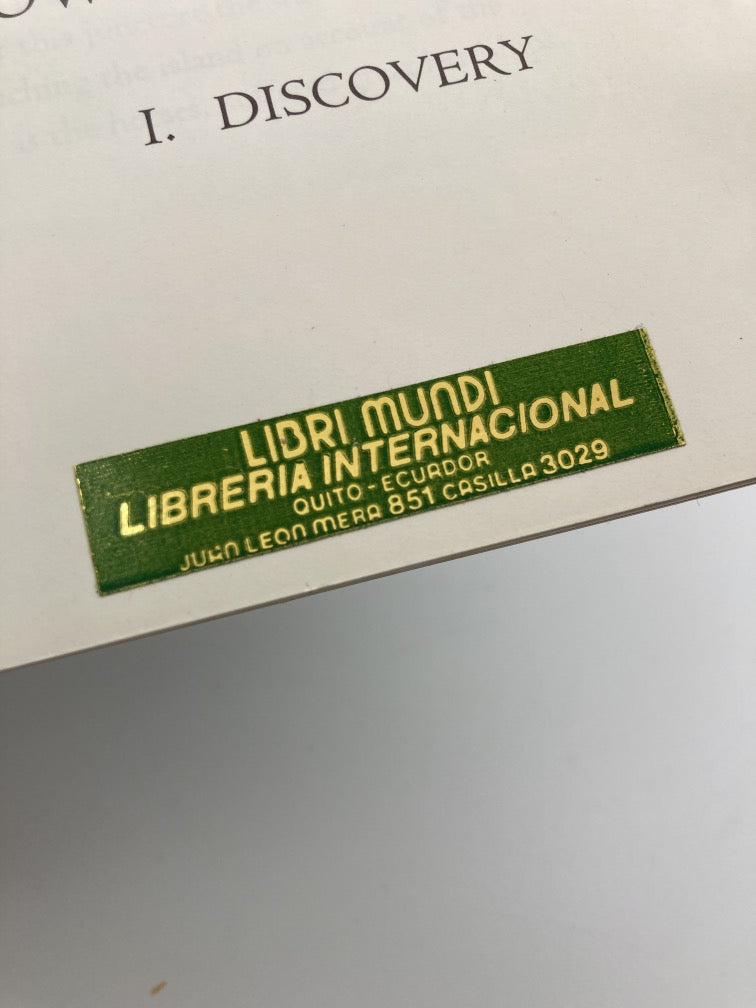 I. DISCOVERY
LIBRI MUNDI
LIBRERIA INTERNACIONAL
QUITO-ECUADOR
JUAN LEON MERA 851 CASILLA 3029